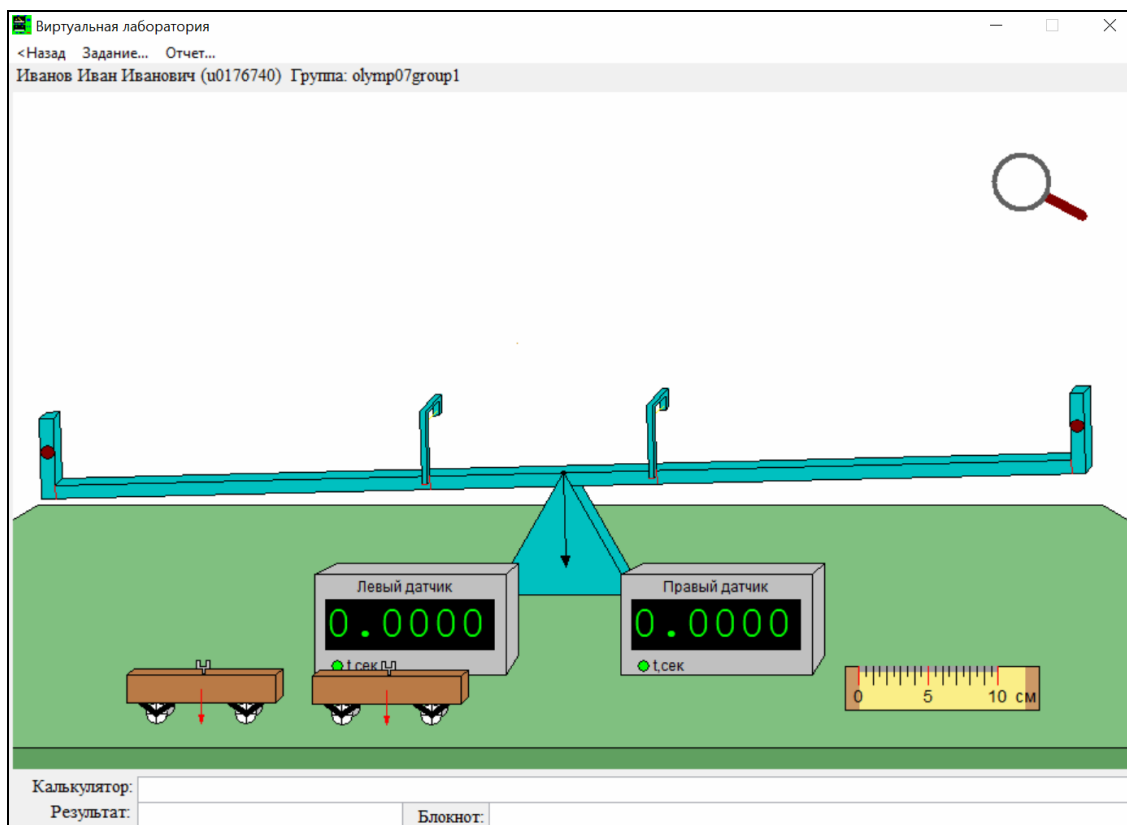 Виртуальная лаборатория
<Назад Задание... Отчет...
Иванов Иван Иванович (u0176740) Группа: olymp07group1
Левый датчик
0.0000
t,сек
Правый датчик
0.0000
t,сек
0 5 10 см
Калькулятор:
Результат:
Блокнот: